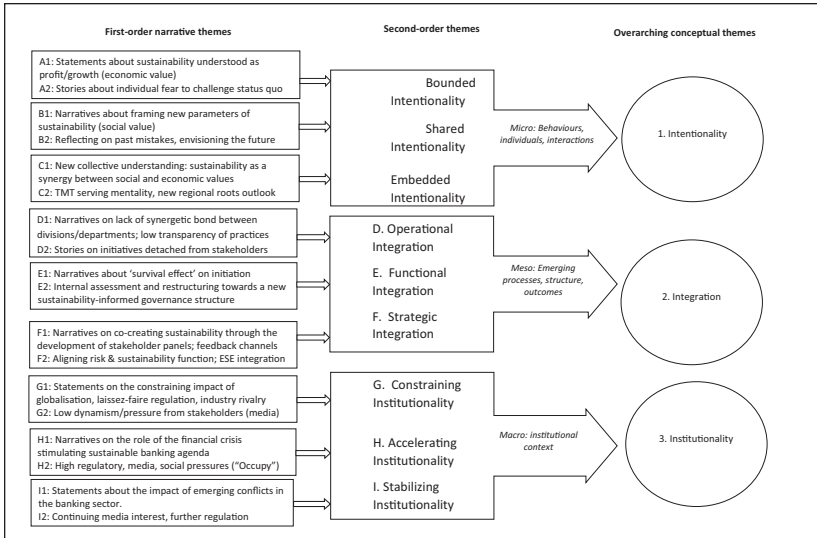 First-order narrative themes
Second-order themes
Overarching conceptual themes
A1: Statements about sustainability understood as
profit/growth (economic value)
A2: Stories about individual fear to challenge status quo
B1: Narratives about framing new parameters of
sustainability (social value)
B2: Reflecting on past mistakes, envisioning the future
C1: New collective understanding: sustainability as a
synergy between social and economic values
C2: TMT serving mentality, new regional roots outlook
Bounded
Intentionality
Shared
Intentionality
Embedded
Intentionality
Micro: Behaviours,
individuals, interactions
1. Intentionality
D1: Narratives on lack of synergetic bond between
divisions/departments; low transparency of practices
D2: Stories on initiatives detached from stakeholders
E1: Narratives about ‘survival effect’ on initiation
E2: Internal assessment and restructuring towards a new
sustainability-informed governance structure
F1: Narratives on co-creating sustainability through the
development of stakeholder panels; feedback channels
F2: Aligning risk & sustainability function; ESE integration
D. Operational
Integration
E. Functional
Integration
F. Strategic
Integration
Meso: Emerging
processes, structure,
outcomes
2. Integration
G1: Statements on the constraining impact of
globalisation, laissez-faire regulation, industry rivalry
G2: Low dynamism/pressure from stakeholders (media)
H1: Narratives on the role of the financial crisis
stimulating sustainable banking agenda
H2: High regulatory, media, social pressures (“Occupy”)
I1: Statements about the impact of emerging conflicts in
the banking sector.
I2: Continuing media interest, further regulation
G. Constraining
Institutionality
H. Accelerating
Institutionality
I. Stabilizing
Institutionality
Macro: institutional
context
3. Institutionality